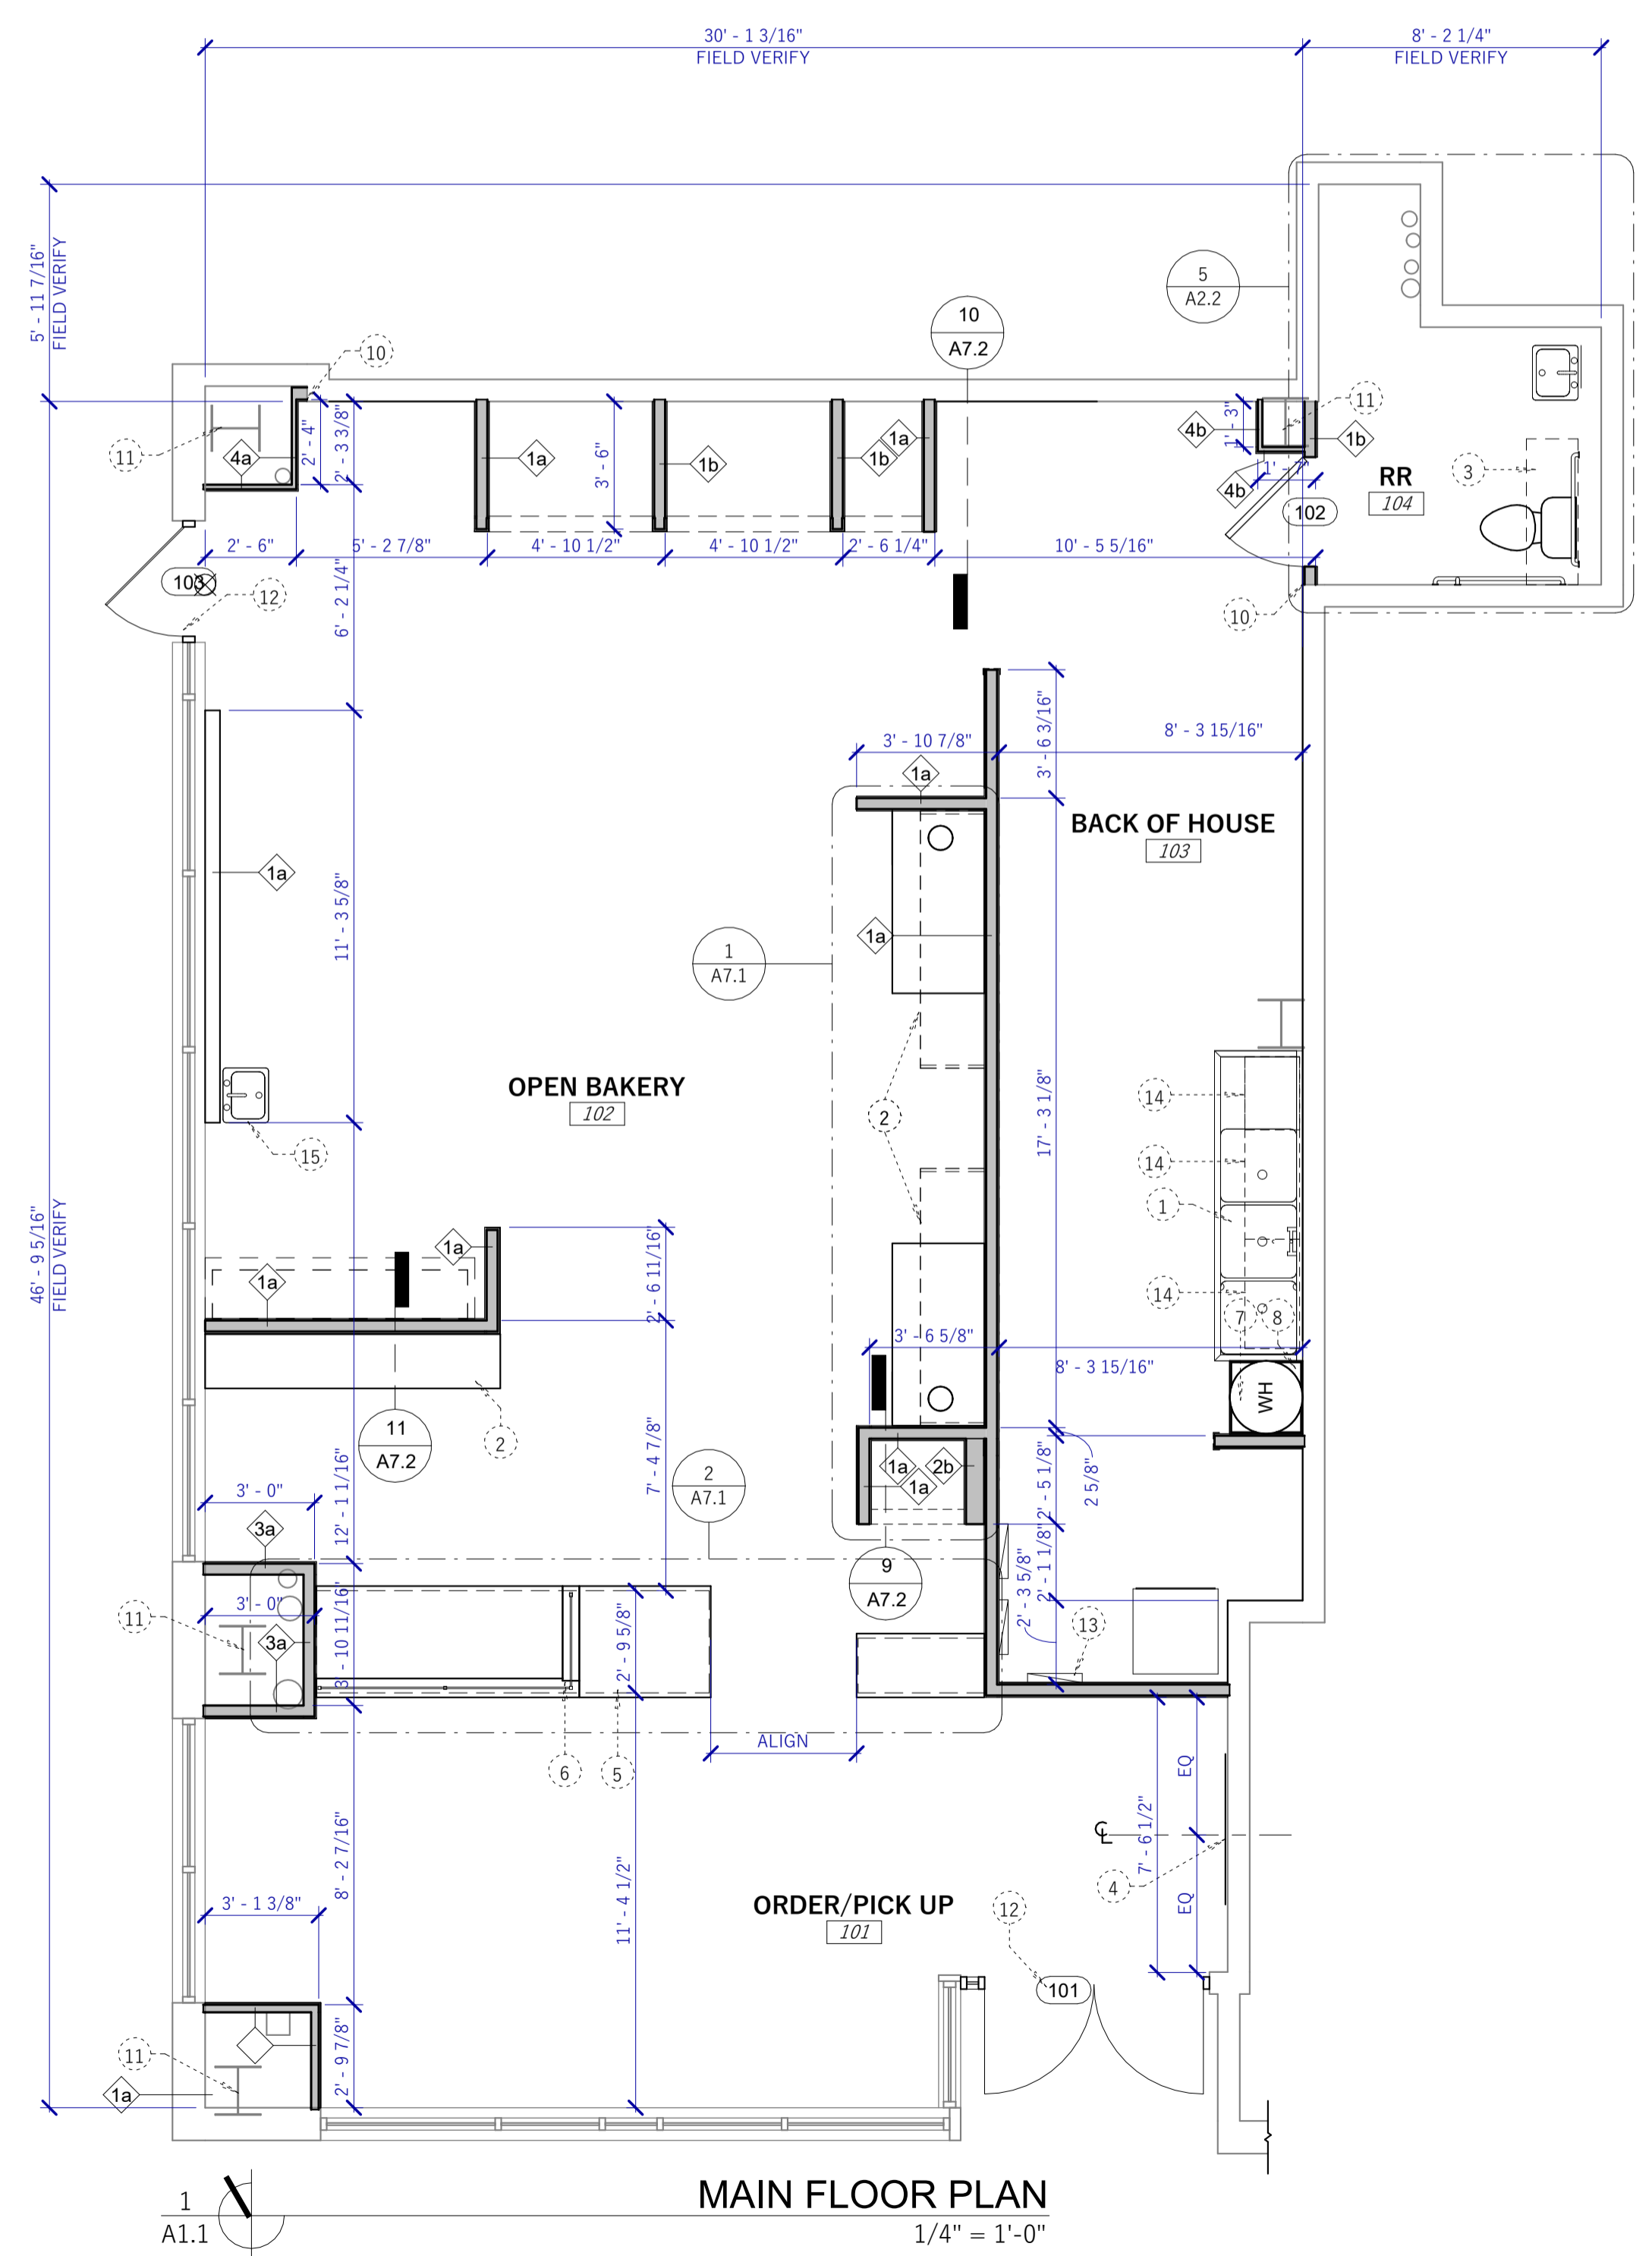 30' - 1 3/16"
FIELD VERIFY
8' - 2 1/4"
FIELD VERIFY
5' - 11 7/16"
FIELD VERIFY
5
A2.2
10
A7.2
10
11
4a
2' - 4"
2' - 3 3/8"
1a
3' - 6"
1b
1b
1a
4b
1' - 3"
11
1b
1' - 7"
4b
102
RR
104
3
2' - 6"
5' - 2 7/8"
4' - 10 1/2"
4' - 10 1/2"
2' - 6 1/4"
10' - 5 5/16"
103
12
6' - 2 1/4"
10
3' - 10 7/8"
3' - 6 3/16"
8' - 3 15/16"
1a
BACK OF HOUSE
103
1a
11' - 3 5/8"
1a
1
A7.1
OPEN BAKERY
102
2
17' - 3 1/8"
14
14
1
14
7
8
15
46' - 9 5/16"
FIELD VERIFY
1a
1a
2' - 6 11/16"
3' - 6 5/8"
8' - 3 15/16"
WH
11
A7.2
2
7' - 4 7/8"
2
A7.1
1a
2b
1a
2' - 5 1/8"
2 5/8"
3' - 0"
12' - 1 1/16"
3a
9
A7.2
2' - 1 1/8"
2' - 3 5/8"
3' - 0"
11
3a
3' - 10 11/16"
2' - 9 5/8"
13
6
5
ALIGN
EQ
7' - 6 1/2"
CL
4
EQ
8' - 2 7/16"
3' - 1 3/8"
11' - 4 1/2"
ORDER/PICK UP
101
12
101
11
1a
2' - 9 7/8"
1
A1.1
MAIN FLOOR PLAN
1/4" = 1'-0"